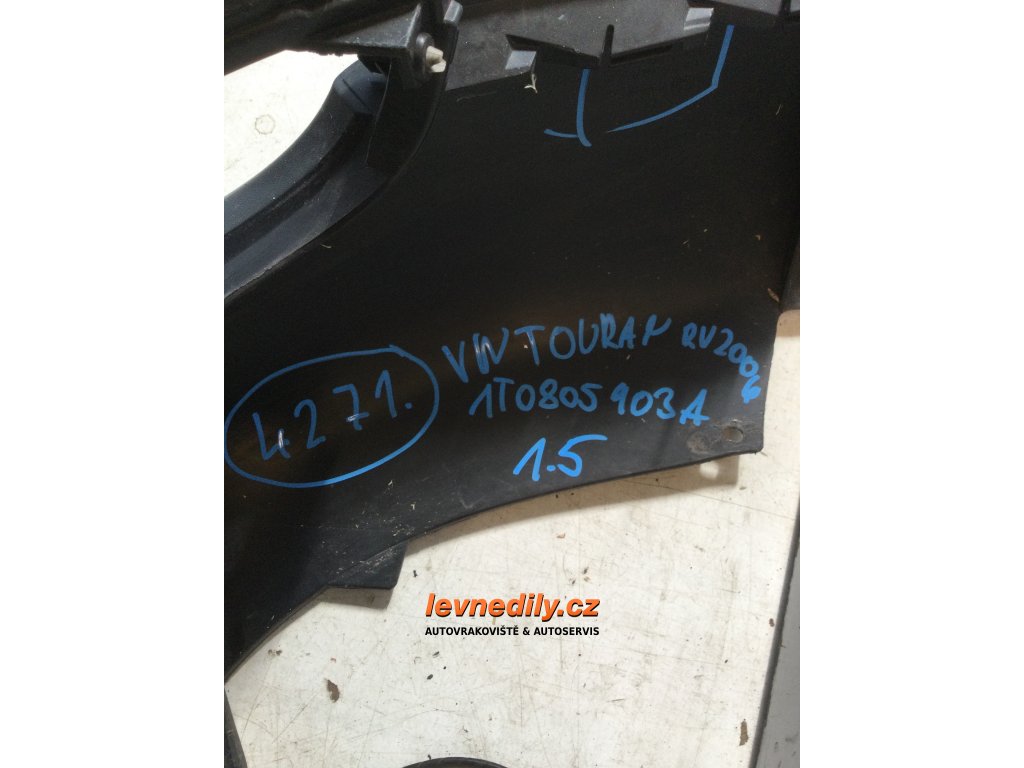 4271.
VW TOURAN RV2006
1T0805903A
1.5
levnedily.cz
AUTOVRAKOVIŠTĚ & AUTOSERVIS